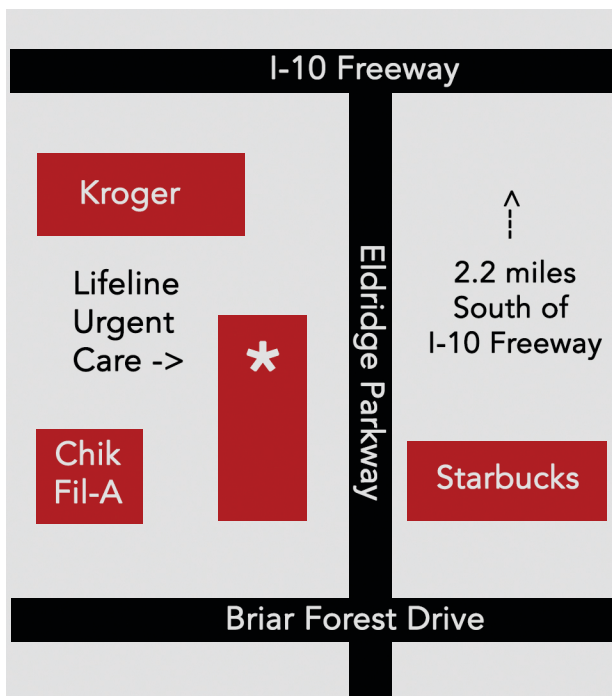 I-10 Freeway
Kroger
Lifeline
Urgent
Care ->
*
Chik
Fil-A
Eldridge Parkway
2.2 miles
South of
I-10 Freeway
Starbucks
Briar Forest Drive